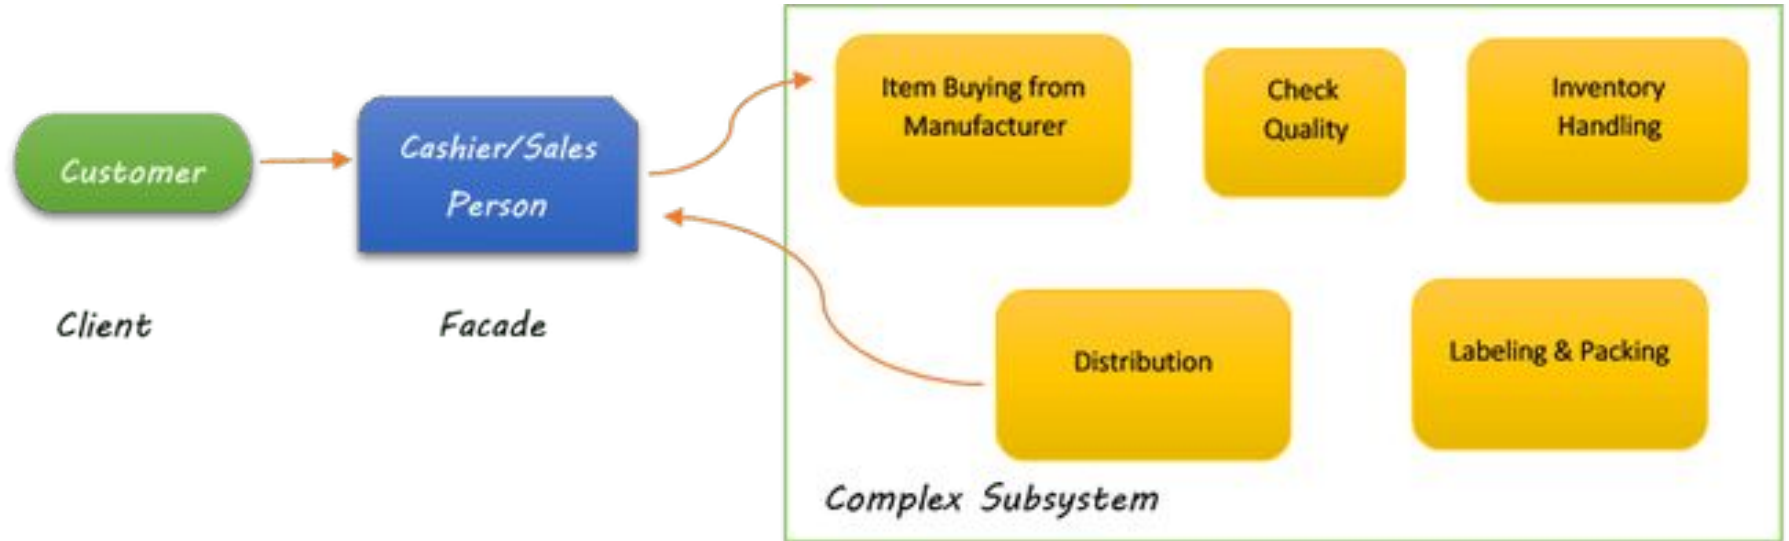 Customer
Cashier/Sales
Person
Client
Facade
Item Buying from
Manufacturer
Check
Quality
Inventory
Handling
Distribution
Labeling & Packing
Complex Subsystem